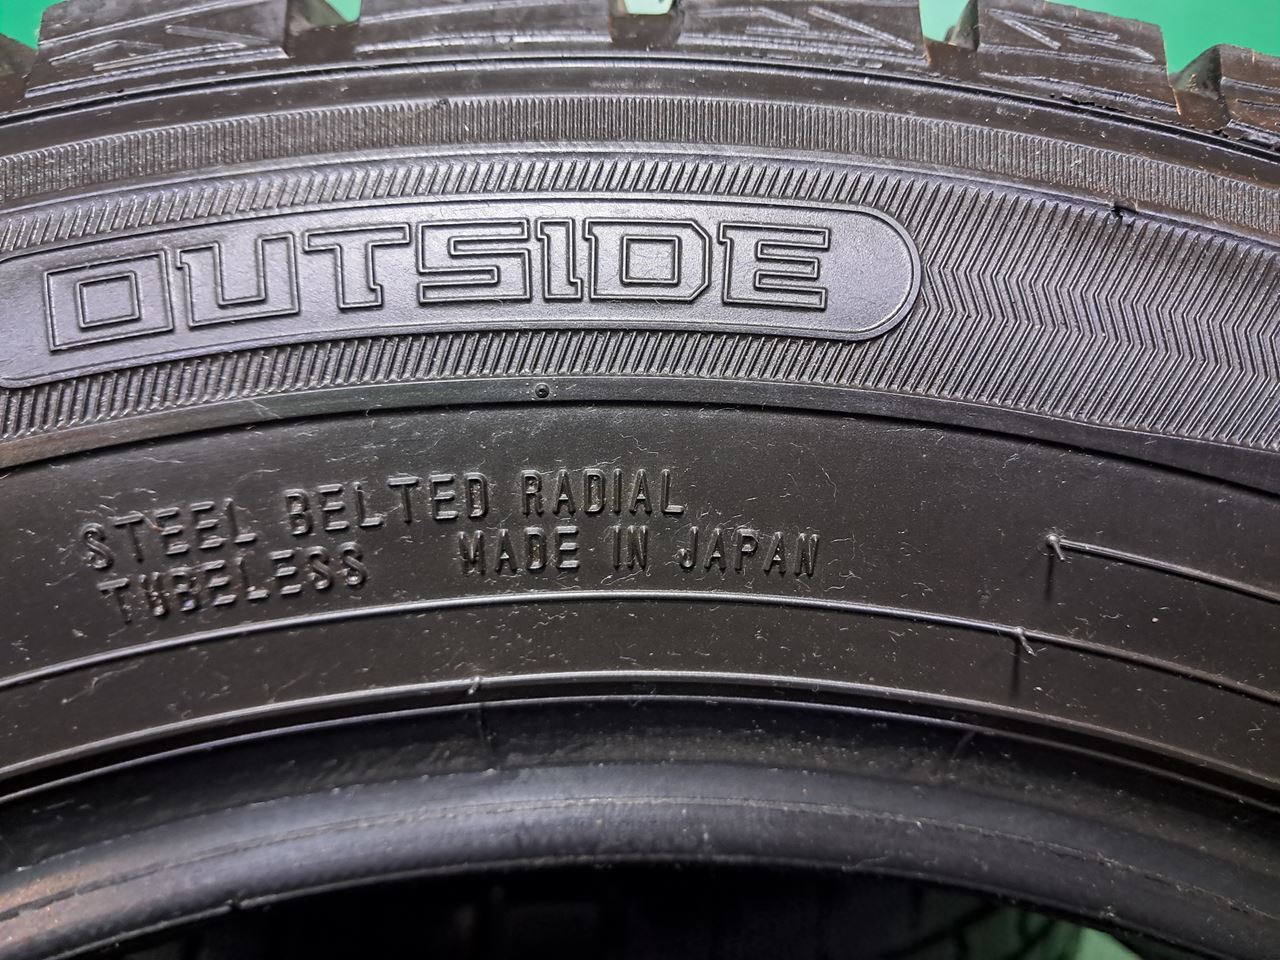 OUTSIDE
STEEL BELTED RADIAL
TUBELESS MADE IN JAPAN